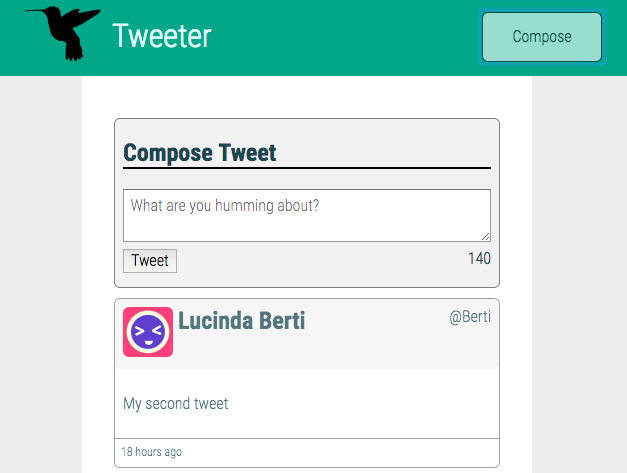 Tweeter
Compose
Compose Tweet
What are you humming about?
Tweet
140
Lucinda Berti
@Berti
My second tweet
18 hours ago